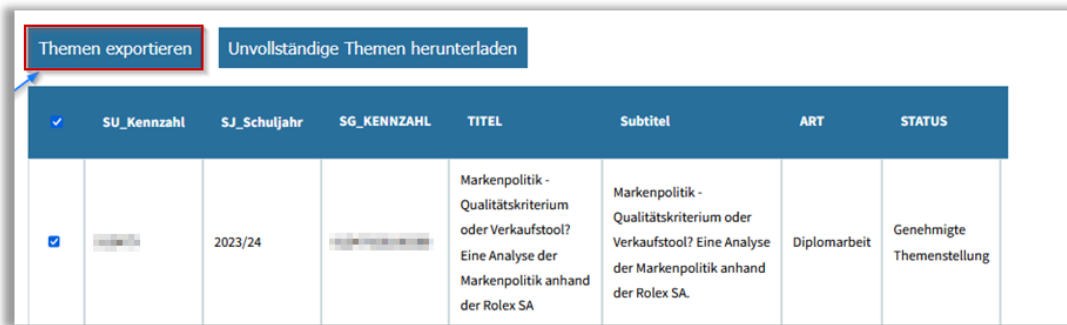 Themen exportieren
Unvollständige Themen herunterladen
SU_Kennzahl SJ_Schuljahr SG_KENNZAHL TITEL Subtitel ART STATUS
2023/24
Markenpolitik -
Qualitätskriterium
oder Verkaufstool?
Eine Analyse der
Markenpolitik anhand
der Rolex SA
Markenpolitik -
Qualitätskriterium oder
Verkaufstool? Eine Analyse
der Markenpolitik anhand
der Rolex SA.
Diplomarbeit
Genehmigte
Themenstellung